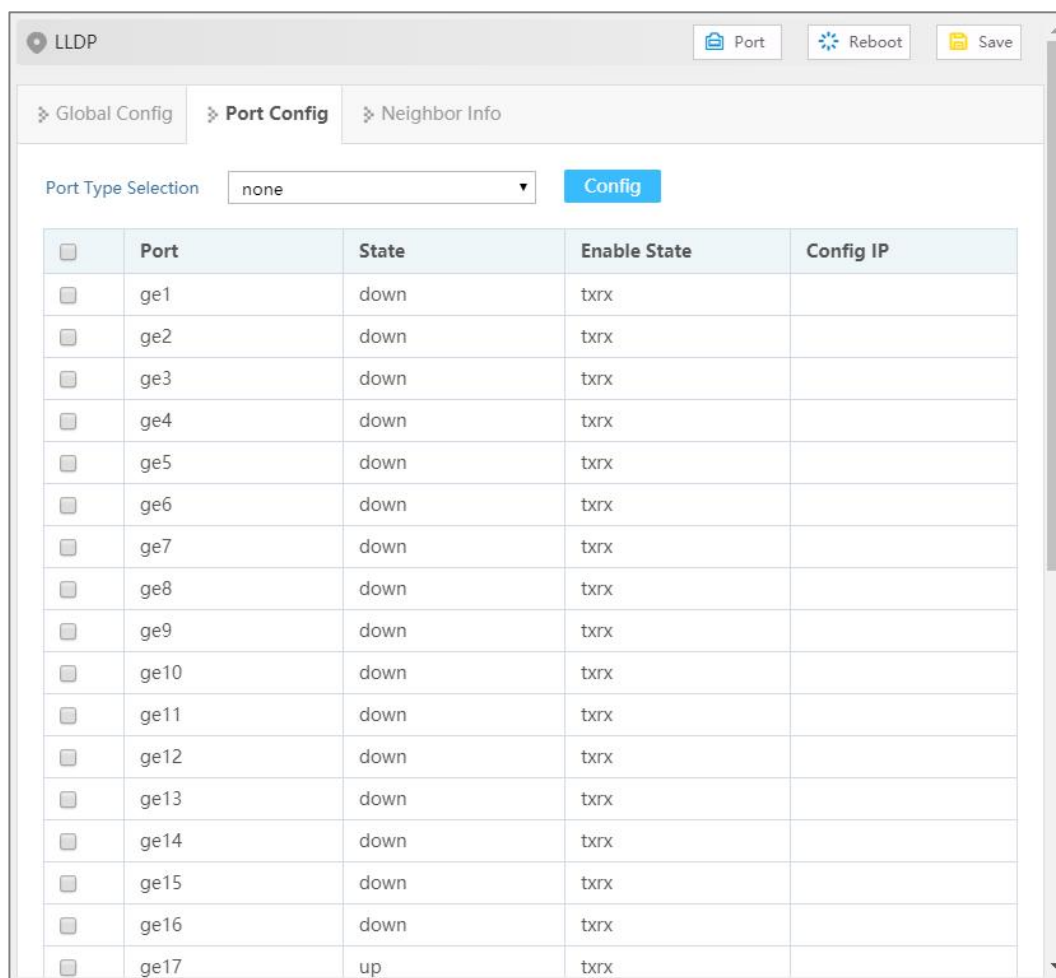 LLDP Port Reboot Save
Global Config Port Config Neighbor Info
Port Type Selection none Config
Port State Enable State Config IP
ge1 down txrx
ge2 down txrx
ge3 down txrx
ge4 down txrx
ge5 down txrx
ge6 down txrx
ge7 down txrx
ge8 down txrx
ge9 down txrx
ge10 down txrx
ge11 down txrx
ge12 down txrx
ge13 down txrx
ge14 down txrx
ge15 down txrx
ge16 down txrx
ge17 up txrx